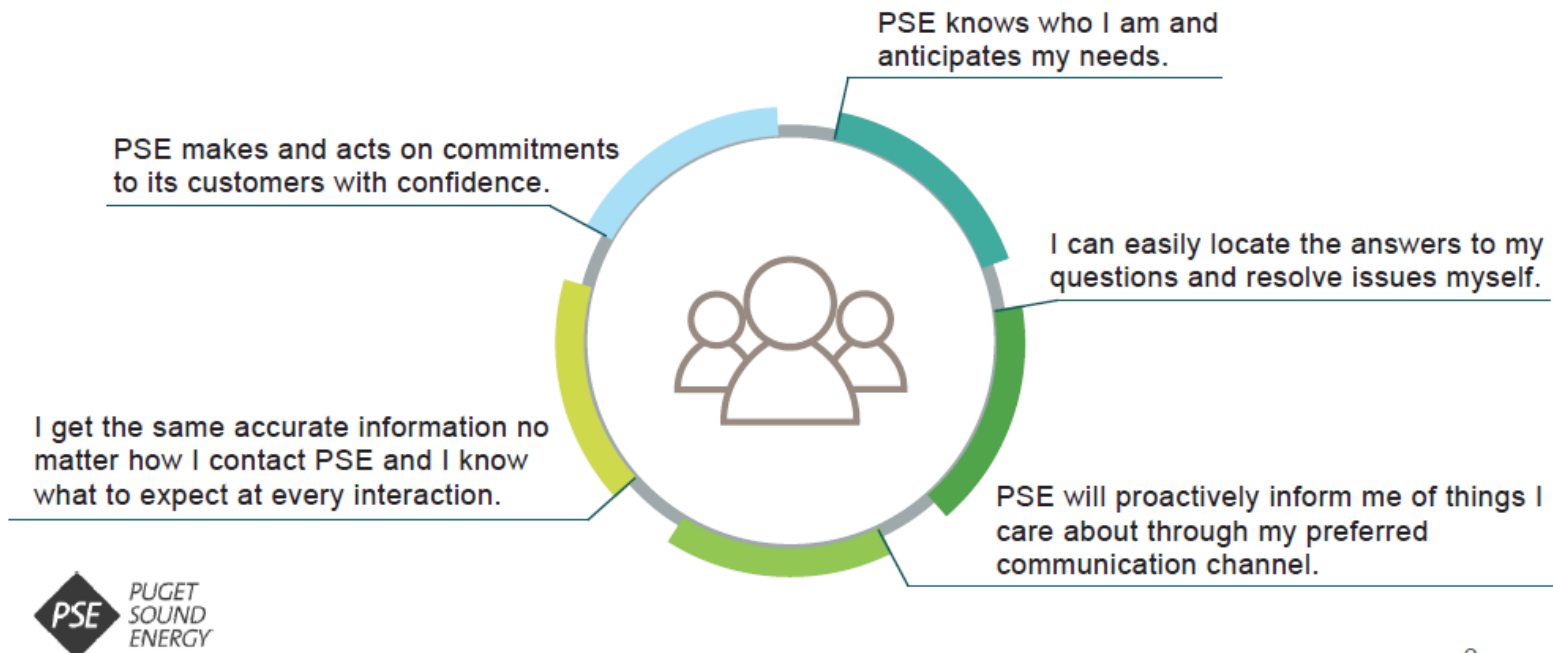 PSE knows who I am and
anticipates my needs.
PSE makes and acts on commitments
to its customers with confidence.
I can easily locate the answers to my
questions and resolve issues myself.
I get the same accurate information no
matter how I contact PSE and I know
what to expect at every interaction.
PSE will proactively inform me of things I
care about through my preferred
communication channel.
PSE
PUGET
SOUND
ENERGY